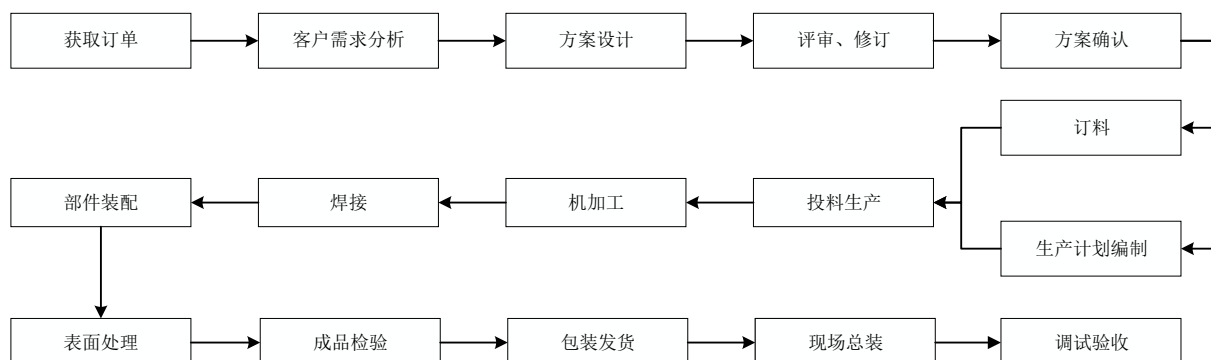 获取订单
客户需求分析
方案设计
评审、修订
方案确认
订料
生产计划编制
投料生产
机加工
焊接
部件装配
表面处理
成品检验
包装发货
现场总装
调试验收